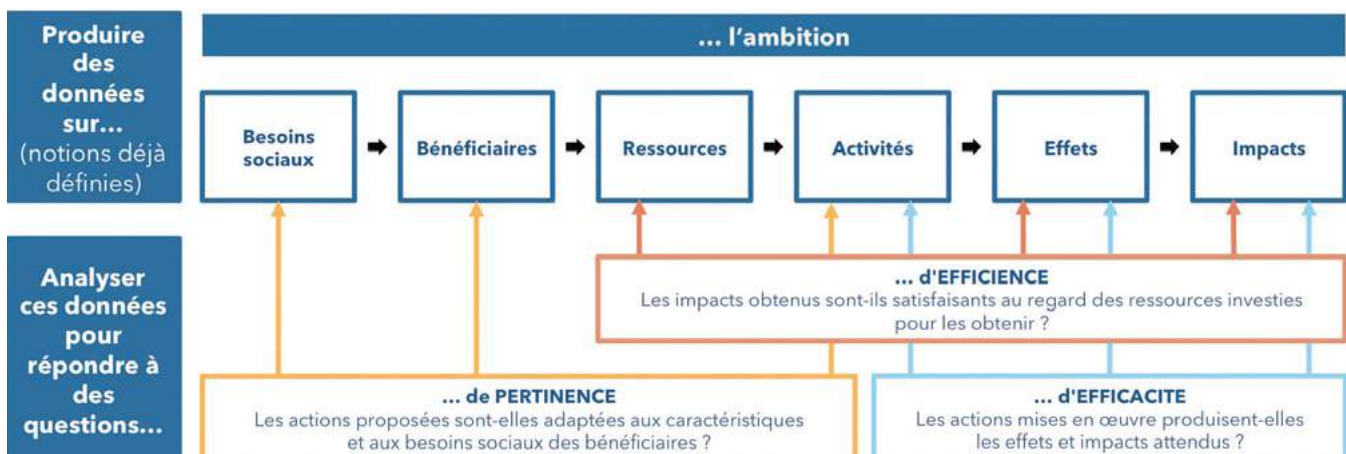 Produire
des
données
sur...
(notions déjà
définies)
... l'ambition
Besoins
sociaux
Bénéficiaires
Ressources
Activités
Effets
Impacts
Analyser
ces données
pour
répondre à
des
questions...
... d'EFFICIENCE
Les impacts obtenus sont-ils satisfaisants au regard des ressources investies
pour les obtenir ?
... de PERTINENCE
Les actions proposées sont-elles adaptées aux caractéristiques
et aux besoins sociaux des bénéficiaires ?
... d'EFFICACITE
Les actions mises en œuvre produisent-elles
les effets et impacts attendus ?